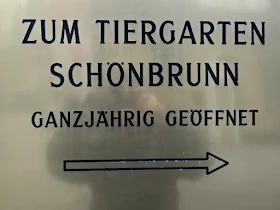 ZUM TIERGARTEN
SCHÖNBRUNN
GANZJÄHRIG GEÖFFNET